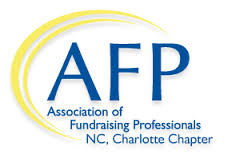 AFP
Association of
Fundraising Professionals
NC, Charlotte Chapter